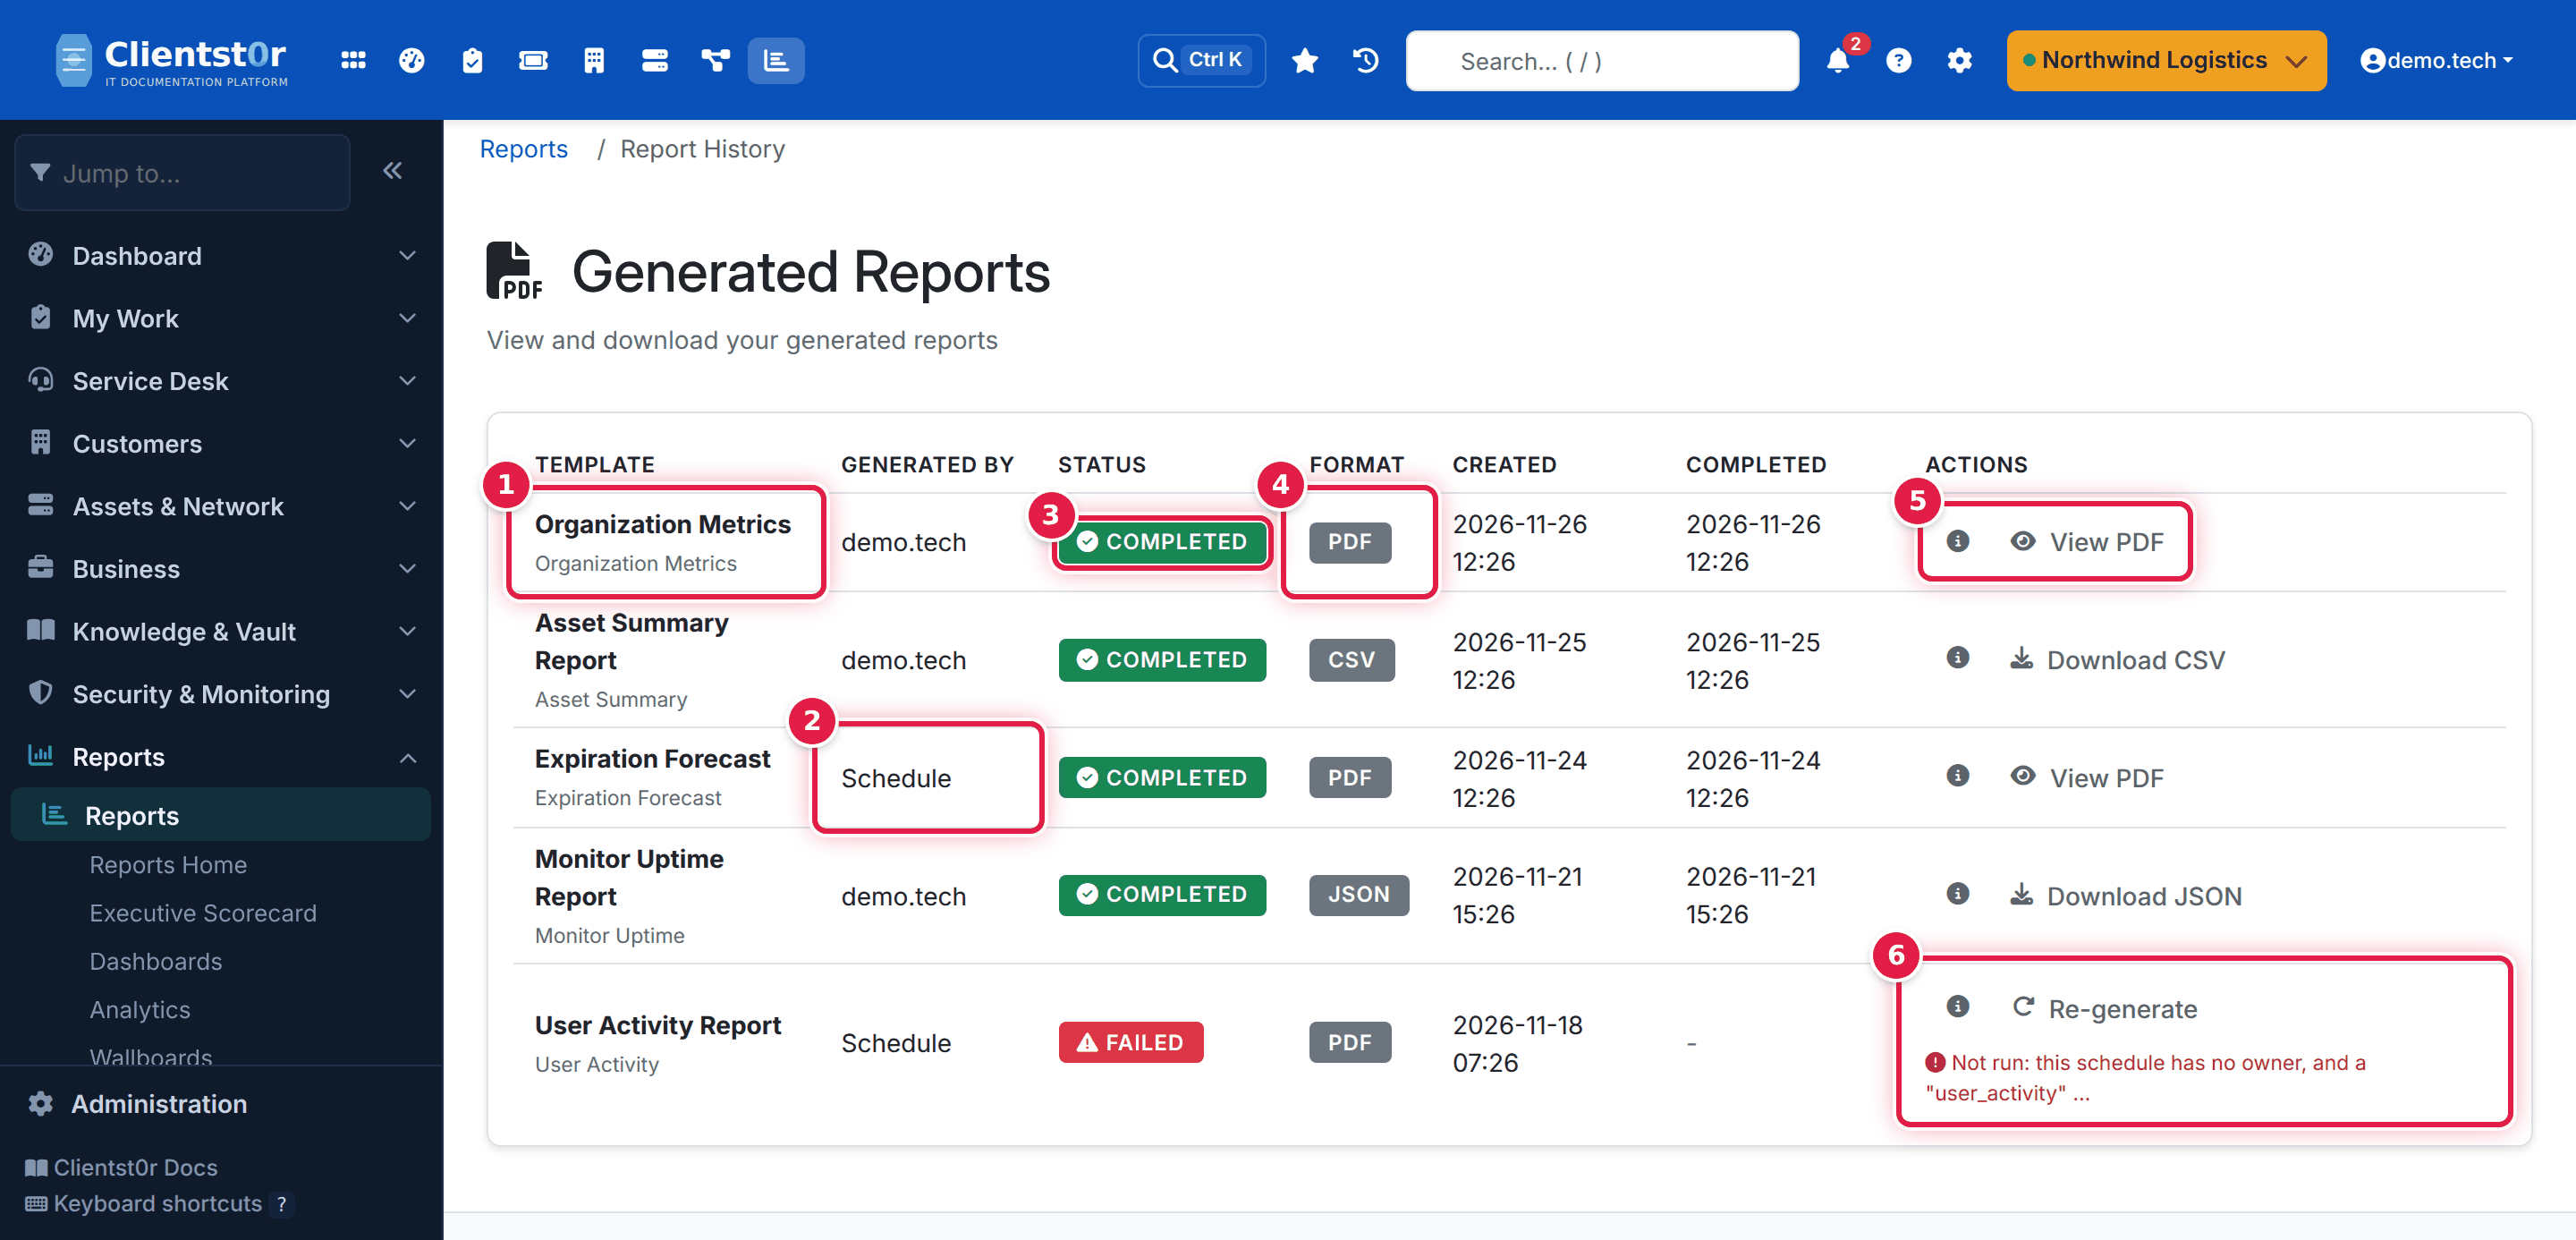 Clientst0r
IT DOCUMENTATION PLATFORM
Ctrl K
Search... ( / )
2
?
Northwind Logistics
demo.tech
Jump to...
Dashboard
My Work
Service Desk
Customers
Assets & Network
Business
Knowledge & Vault
Security & Monitoring
Reports
Reports
Reports Home
Executive Scorecard
Dashboards
Analytics
Wallboards
Administration
Clientst0r Docs
Keyboard shortcuts ?
Reports / Report History
PDF Generated Reports
View and download your generated reports
TEMPLATE GENERATED BY STATUS FORMAT CREATED COMPLETED ACTIONS
1 3 4 5
Organization Metrics
Organization Metrics
demo.tech
COMPLETED
PDF
2026-11-26
12:26
2026-11-26
12:26
View PDF
Asset Summary
Report
Asset Summary
demo.tech
COMPLETED
CSV
2026-11-25
12:26
2026-11-25
12:26
Download CSV
2
Expiration Forecast
Expiration Forecast
Schedule
COMPLETED
PDF
2026-11-24
12:26
2026-11-24
12:26
View PDF
Monitor Uptime
Report
Monitor Uptime
demo.tech
COMPLETED
JSON
2026-11-21
15:26
2026-11-21
15:26
Download JSON
6
User Activity Report
User Activity
Schedule
FAILED
PDF
2026-11-18
07:26
-
Re-generate
Not run: this schedule has no owner, and a
"user_activity" ...